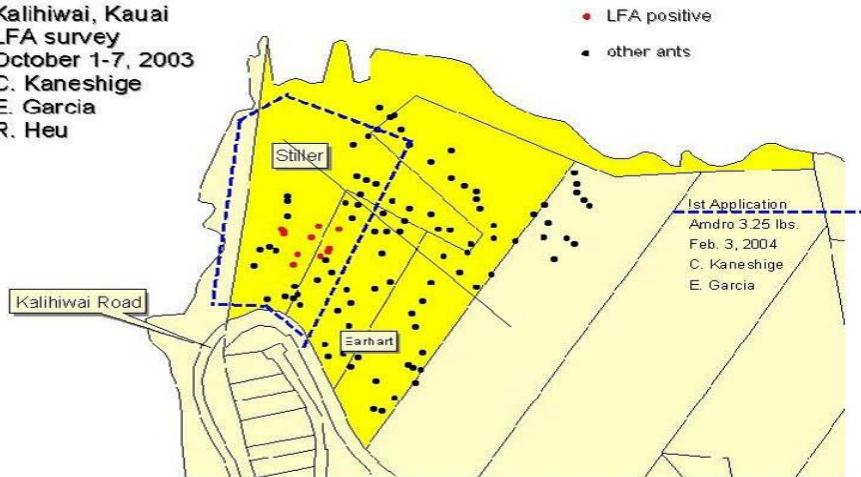 Kalihiwai, Kauai
LFA survey
October 1-7, 2003
C. Kaneshige
E. Garcia
R. Heu
LFA positive
other ants
Stiller
1st Application
Amdro 3.25 lbs.
Feb. 3, 2004
C. Kaneshige
E. Garcia
Kalihiwai Road
Earhart